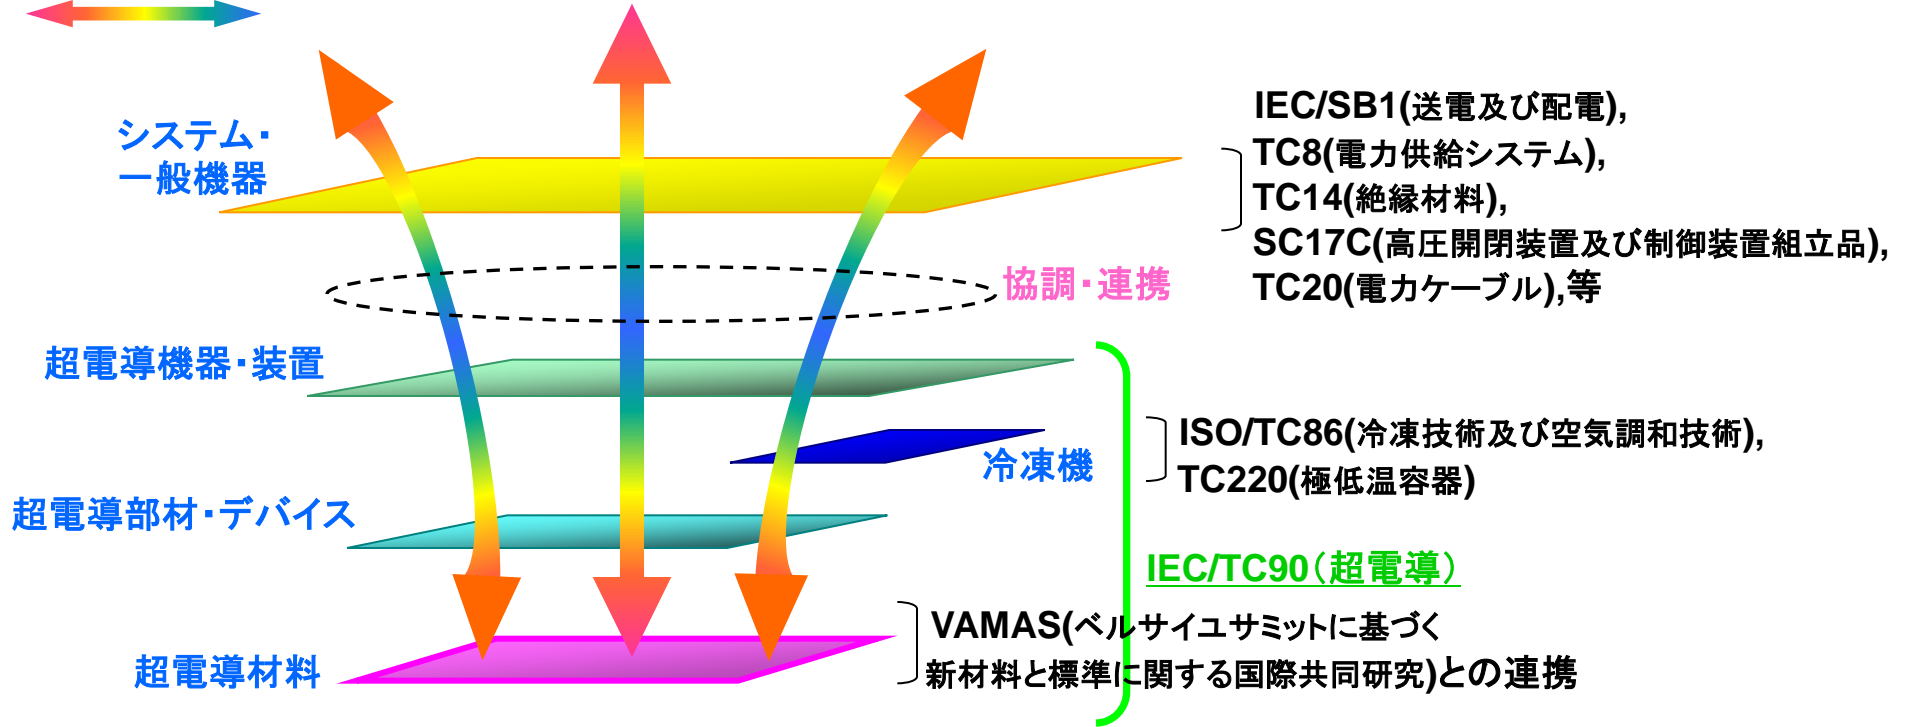 システム・
一般機器
IEC/SB1(送電及び配電),
TC8(電力供給システム),
TC14(絶縁材料),
SC17C(高圧開閉装置及び制御装置組立品),
TC20(電力ケーブル),等
協調・連携
超電導機器・装置
冷凍機
ISO/TC86(冷凍技術及び空気調和技術),
TC220(極低温容器)
超電導部材・デバイス
IEC/TC90（超電導）
超電導材料
VAMAS(ベルサイユサミットに基づく
新材料と標準に関する国際共同研究)との連携